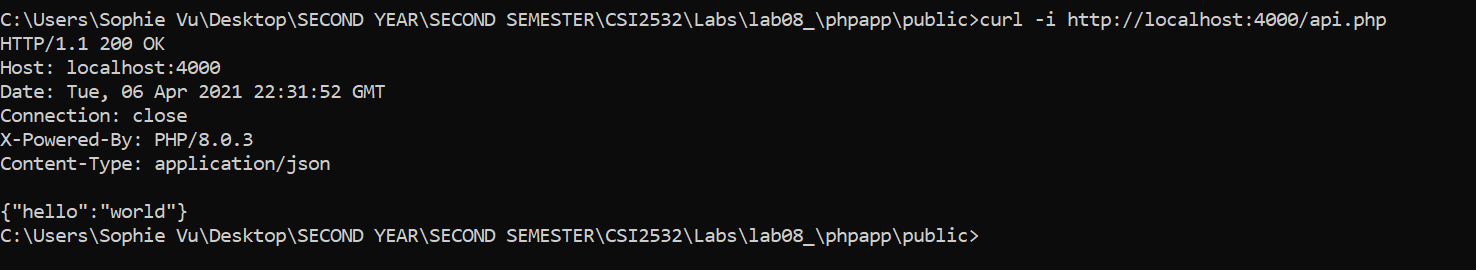 C:\Users\Sophie Vu\Desktop\SECOND YEAR\SECOND SEMESTER\CSI2532\Labs\lab08_\phpapp\public>curl -i http://localhost:4000/api.php
HTTP/1.1 200 OK
Host: localhost:4000
Date: Tue, 06 Apr 2021 22:31:52 GMT
Connection: close
X-Powered-By: PHP/8.0.3
Content-Type: application/json
{"hello":"world"}
C:\Users\Sophie Vu\Desktop\SECOND YEAR\SECOND SEMESTER\CSI2532\Labs\lab08_\phpapp\public>